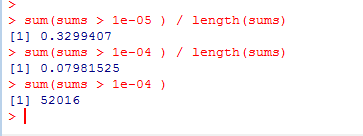 >
> sum(sums > 1e-05 ) / length(sums)
[1] 0.3299407
> sum(sums > 1e-04 ) / length(sums)
[1] 0.07981525
> sum(sums > 1e-04 )
[1] 52016
>